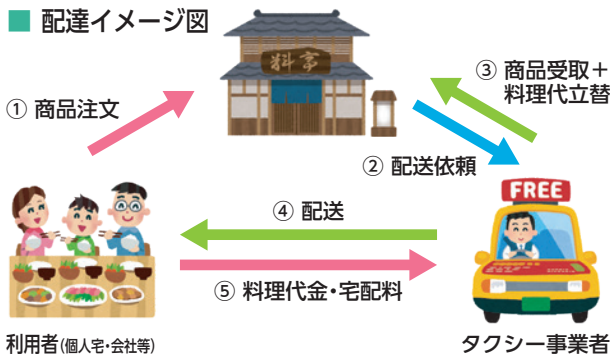 ■ 配達イメージ図
料亭
① 商品注文
③ 商品受取＋
料理代立替
② 配送依頼
FREE
④ 配送
⑤ 料理代金・宅配料
利用者(個人宅・会社等)
タクシー事業者